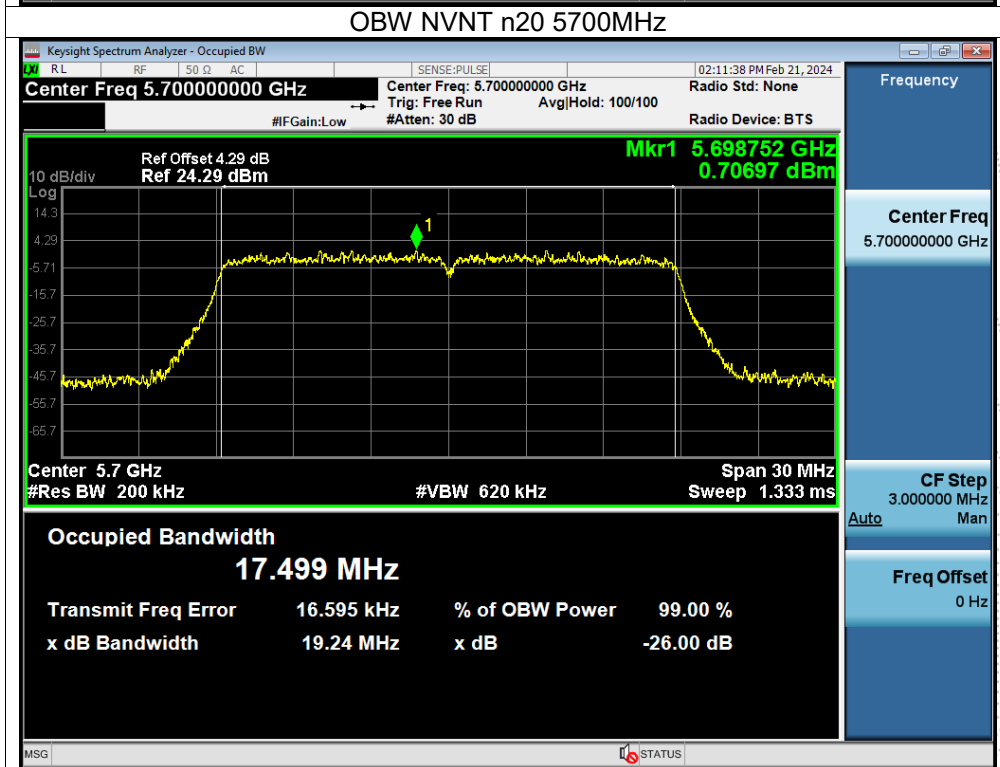 OBW NVNT n20 5700MHz
Keysight Spectrum Analyzer - Occupied BW
LXI RL RF 50 Ω AC SENSE:PULSE 02:11:38 PM Feb 21, 2024
Center Freq 5.700000000 GHz Center Freq: 5.700000000 GHz Radio Std: None
Trig: Free Run Avg|Hold: 100/100
#IFGain:Low #Atten: 30 dB Radio Device: BTS
Frequency
Mkr1 5.698752 GHz
0.70697 dBm
Ref Offset 4.29 dB
10 dB/div Ref 24.29 dBm
Log
14.3
4.29
-5.71
-15.7
-25.7
-35.7
-45.7
-55.7
-65.7
1
Center 5.7 GHz Span 30 MHz
#Res BW 200 kHz #VBW 620 kHz Sweep 1.333 ms
Occupied Bandwidth
17.499 MHz
Transmit Freq Error 16.595 kHz % of OBW Power 99.00 %
x dB Bandwidth 19.24 MHz x dB -26.00 dB
Center Freq
5.700000000 GHz
CF Step
3.000000 MHz
Auto Man
Freq Offset
0 Hz
MSG STATUS